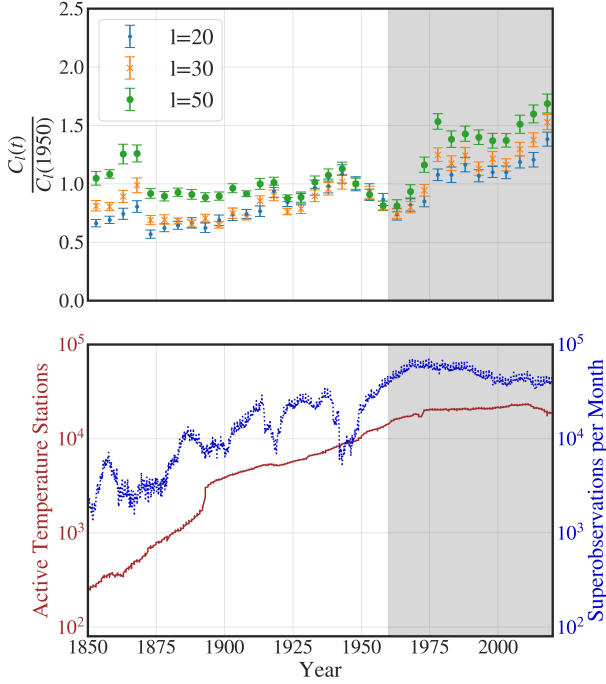 2.5
2.0
1.5
1.0
0.5
0.0
C_l(t)
C_l(1950)
l=20
l=30
l=50
10^5
10^4
10^3
10^2
Active Temperature Stations
10^5
10^4
10^3
10^2
Superobservations per Month
1850 1875 1900 1925 1950 1975 2000
Year